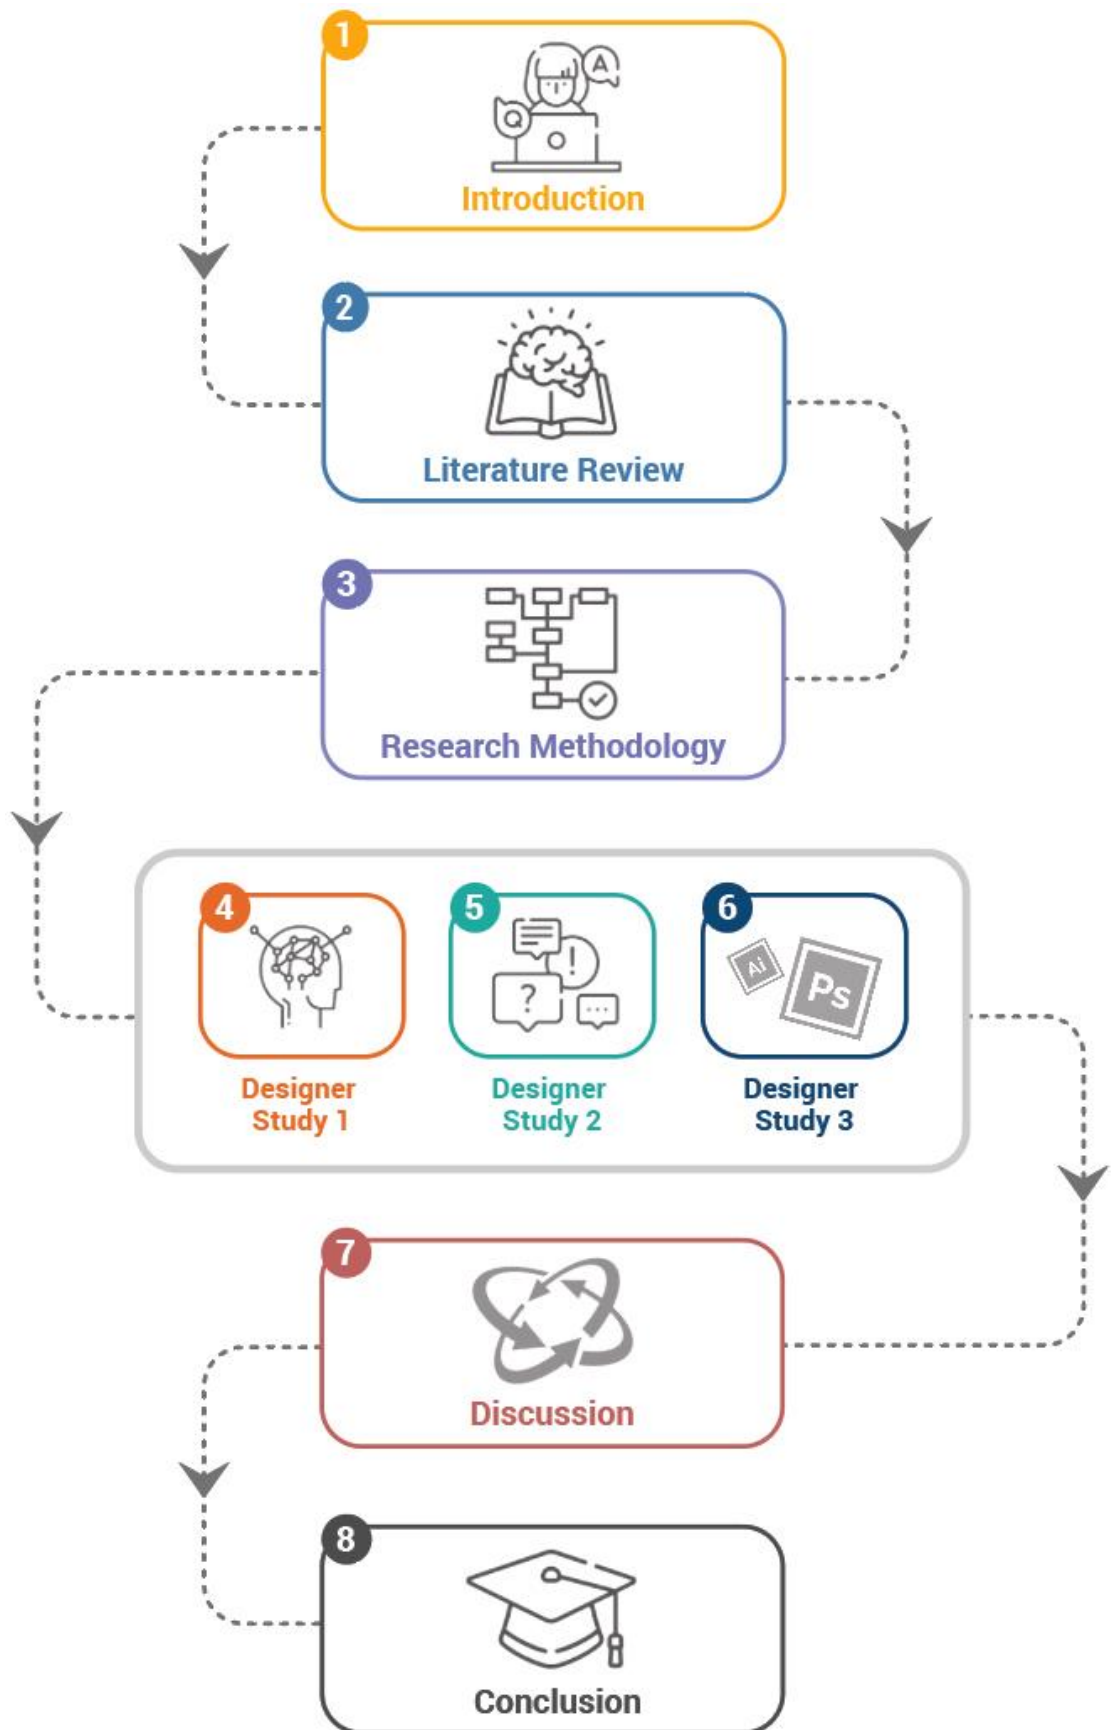 1
A
Q
Introduction
2
Literature Review
3
Research Methodology
4
Designer
Study 1
5
!
?
...
Designer
Study 2
6
Ai
Ps
Designer
Study 3
7
Discussion
8
Conclusion